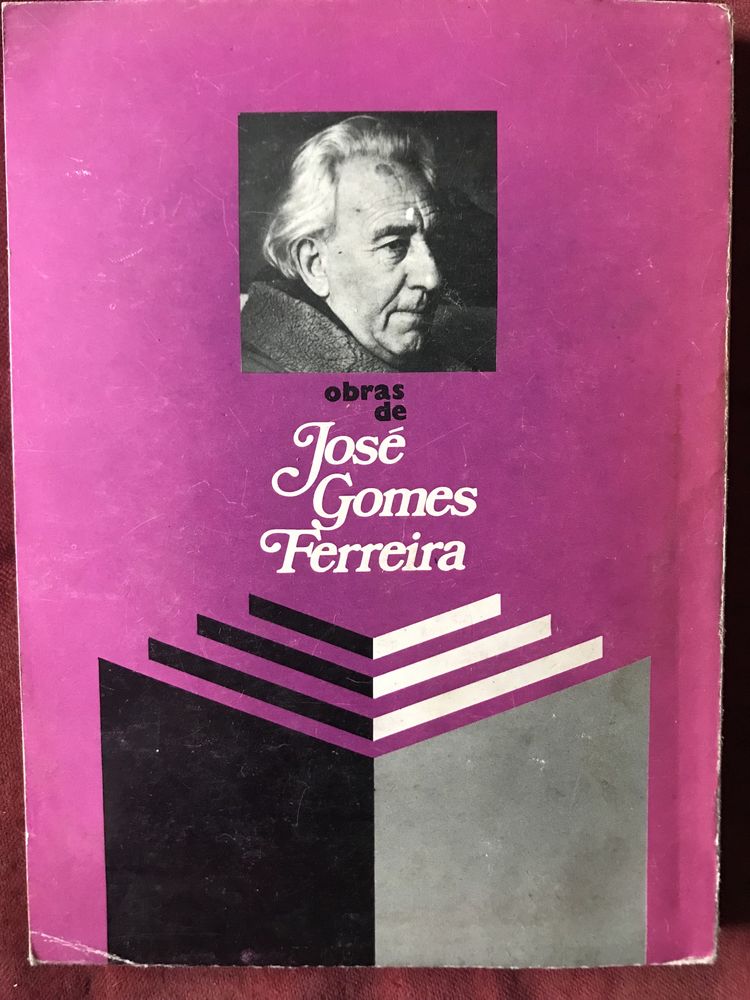 obras
de
José
Gomes
Ferreira